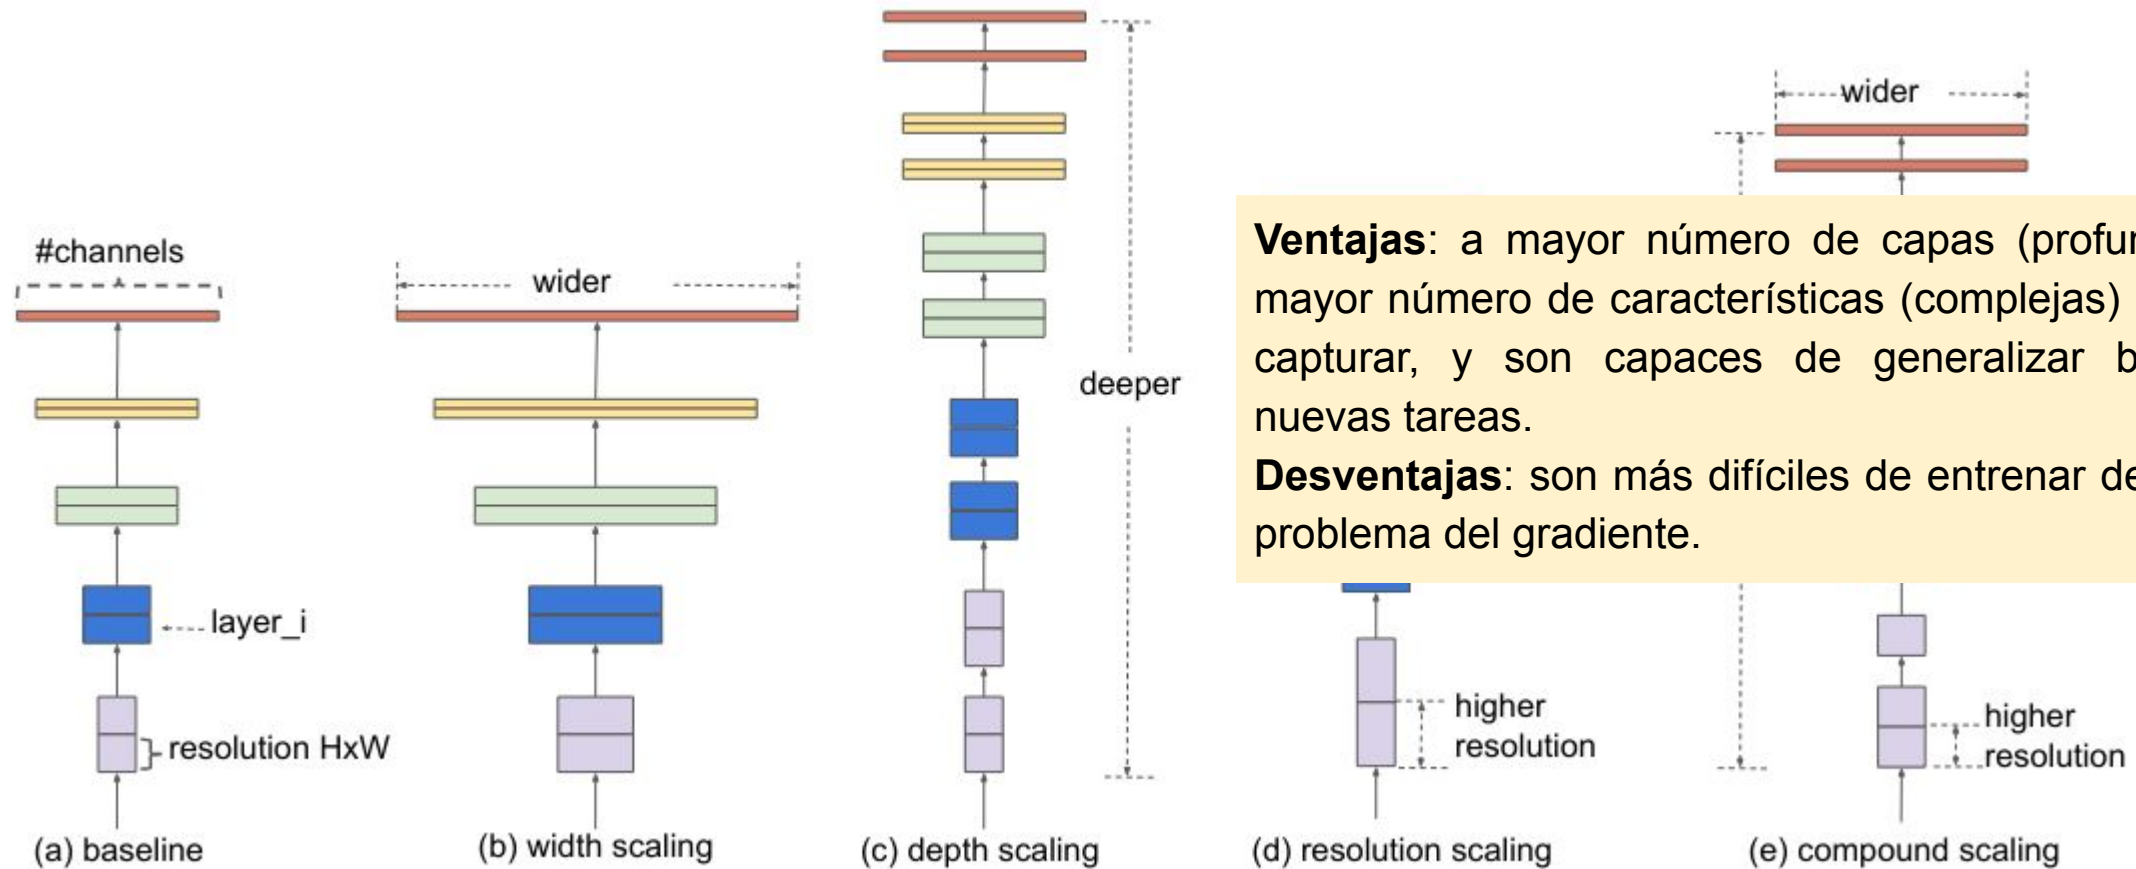 #channels
wider
deeper
wider
layer_i
resolution HxW
higher
resolution
higher
resolution
Ventajas: a mayor número de capas
mayor número de características (complejas)
capturar, y son capaces de generalizar
nuevas tareas.
Desventajas: son más difíciles de entrenar
problema del gradiente.
(a) baseline
(b) width scaling
(c) depth scaling
(d) resolution scaling
(e) compound scaling